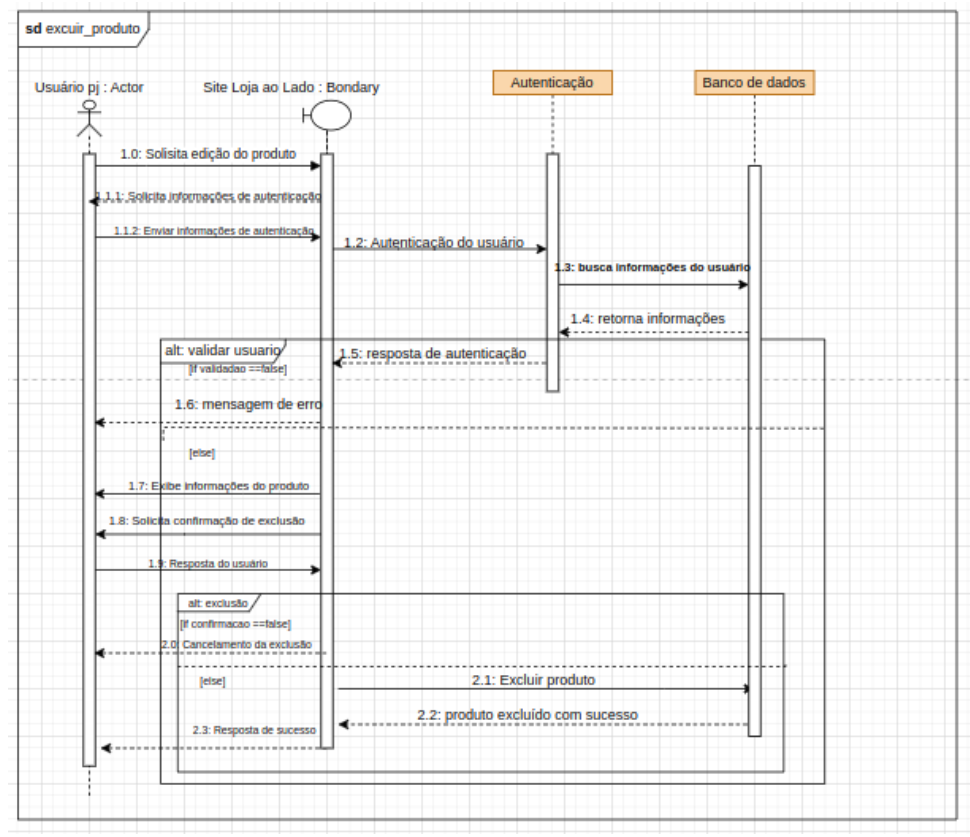 sd excuir_produto
Usuário pj : Actor
Site Loja ao Lado : Bondary
Autenticação
Banco de dados
1.0: Solisita edição do produto
1.1.1: Solicita informações de autenticação
1.1.2: Enviar informações de autenticação
1.2: Autenticação do usuário
1.3: busca informações do usuário
1.4: retorna informações
alt: validar usuario
1.5: resposta de autenticação
[if validadao ==false]
1.6: mensagem de erro
[else]
1.7: Exibe informações do produto
1.8: Solicita confirmação de exclusão
1.9: Resposta do usuário
alt: exclusão
[if confirmacao ==false]
2.0: Cancelamento da exclusão
[else]
2.1: Excluir produto
2.2: produto excluído com sucesso
2.3: Resposta de sucesso